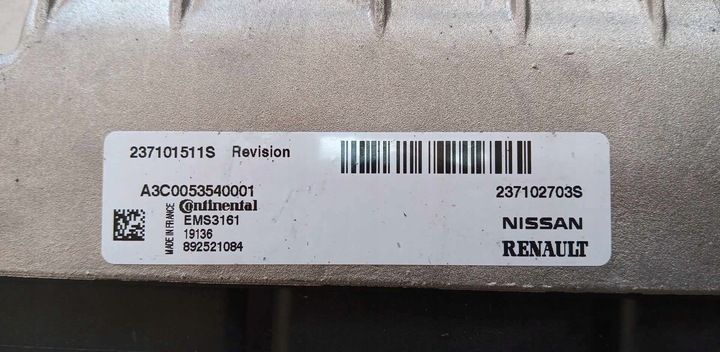 237101511S Revision
A3C0053540001
237102703S
MADE IN FRANCE
Continental
EMS3161
19136
892521084
NISSAN
RENAULT